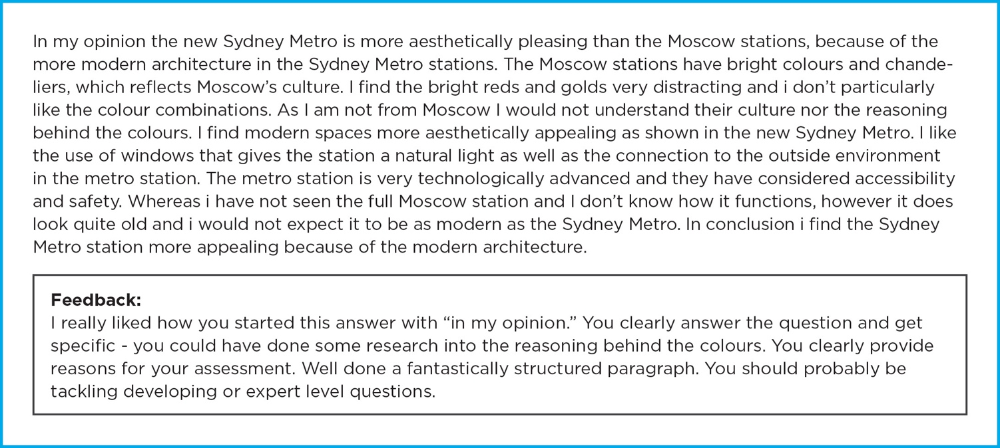 In my opinion the new Sydney Metro is more aesthetically pleasing than the Moscow stations, because of the
more modern architecture in the Sydney Metro stations. The Moscow stations have bright colours and chande-
liers, which reflects Moscow’s culture. I find the bright reds and golds very distracting and i don’t particularly
like the colour combinations. As I am not from Moscow I would not understand their culture nor the reasoning
behind the colours. I find modern spaces more aesthetically appealing as shown in the new Sydney Metro. I like
the use of windows that gives the station a natural light as well as the connection to the outside environment
in the metro station. The metro station is very technologically advanced and they have considered accessibility
and safety. Whereas i have not seen the full Moscow station and I don’t know how it functions, however it does
look quite old and i would not expect it to be as modern as the Sydney Metro. In conclusion i find the Sydney
Metro station more appealing because of the modern architecture.
Feedback:
I really liked how you started this answer with “in my opinion.” You clearly answer the question and get
specific - you could have done some research into the reasoning behind the colours. You clearly provide
reasons for your assessment. Well done a fantastically structured paragraph. You should probably be
tackling developing or expert level questions.